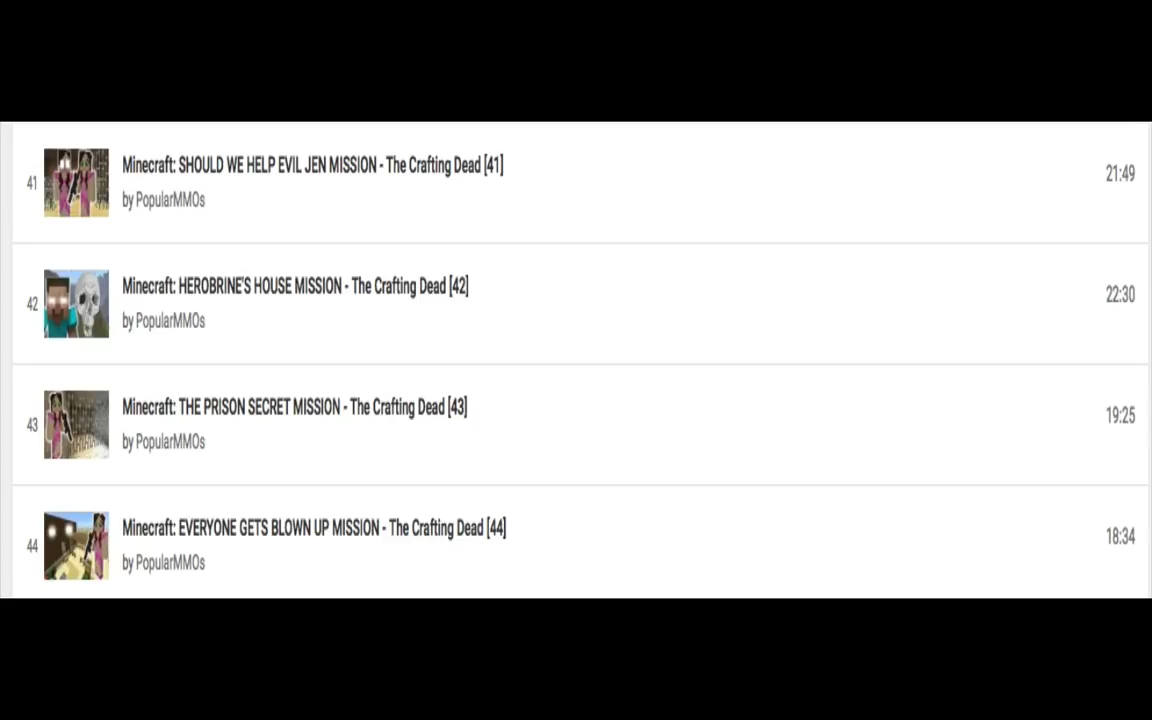 41
Minecraft: SHOULD WE HELP EVIL JEN MISSION - The Crafting Dead [41]
by PopularMMOs
21:49
42
Minecraft: HEROBRINE'S HOUSE MISSION - The Crafting Dead [42]
by PopularMMOs
22:30
43
Minecraft: THE PRISON SECRET MISSION - The Crafting Dead [43]
by PopularMMOs
19:25
44
Minecraft: EVERYONE GETS BLOWN UP MISSION - The Crafting Dead [44]
by PopularMMOs
18:34